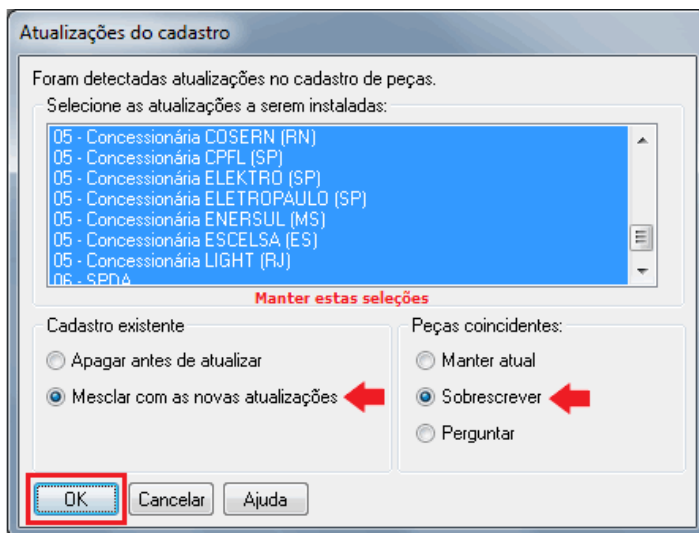 Atualizações do cadastro
Foram detectadas atualizações no cadastro de peças.
Selecione as atualizações a serem instaladas:
05 - Concessionária COSERN (RN)
05 - Concessionária CPFL (SP)
05 - Concessionária ELEKTRO (SP)
05 - Concessionária ELETROPAULO (SP)
05 - Concessionária ENERSUL (MS)
05 - Concessionária ESCELSA (ES)
05 - Concessionária LIGHT (RJ)
06 - SPDA
Manter estas seleções
Cadastro existente
Apagar antes de atualizar
Mesclar com as novas atualizações
Peças coincidentes:
Manter atual
Sobrescrever
Perguntar
OK Cancelar Ajuda